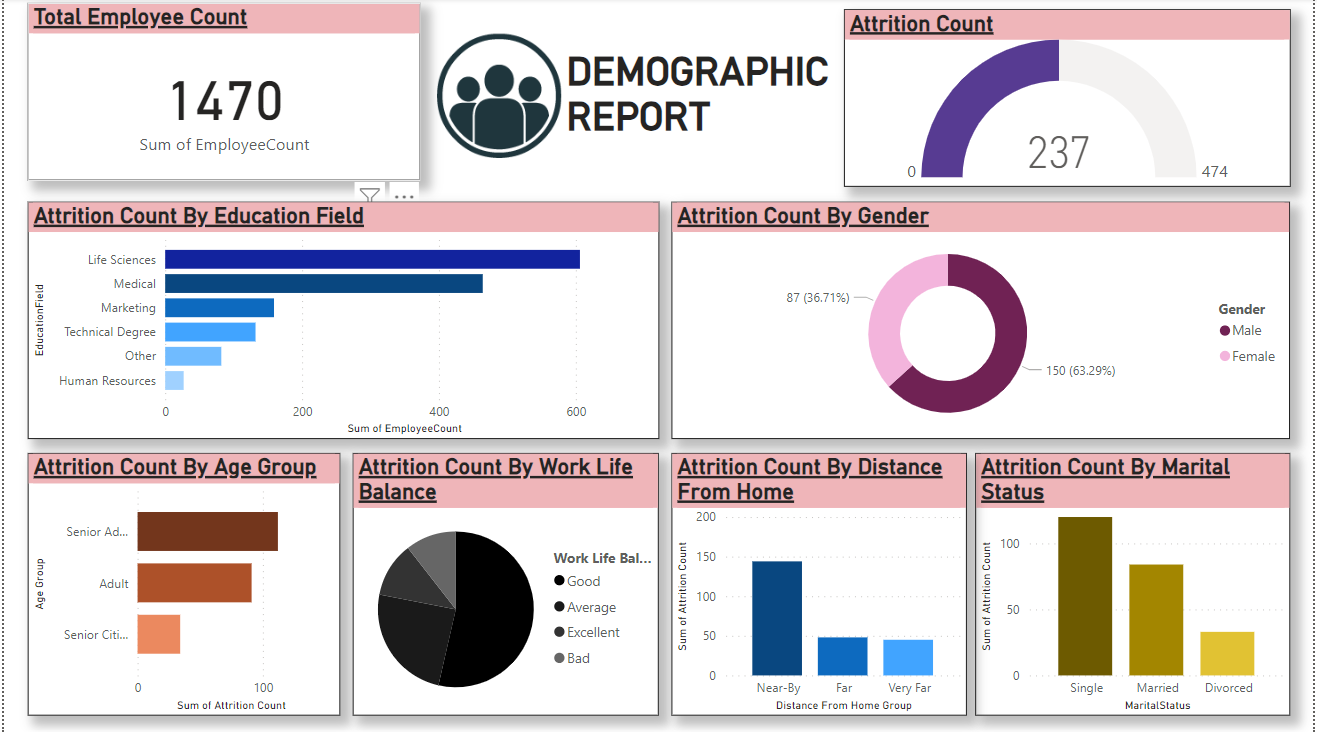 Total Employee Count
1470
Sum of EmployeeCount
DEMOGRAPHIC
REPORT
Attrition Count
237
0
474
Attrition Count By Education Field
EducationField
Life Sciences
Medical
Marketing
Technical Degree
Other
Human Resources
0 200 400 600
Sum of EmployeeCount
Attrition Count By Gender
87 (36.71%)
150 (63.29%)
Gender
Male
Female
Attrition Count By Age Group
Age Group
Senior Ad...
Adult
Senior Citi...
0 100
Sum of Attrition Count
Attrition Count By Work Life
Balance
Work Life Bal...
Good
Average
Excellent
Bad
Attrition Count By Distance
From Home
Sum of Attrition Count
200
150
100
50
0
Near-By Far Very Far
Distance From Home Group
Attrition Count By Marital
Status
Sum of Attrition Count
100
50
0
Single Married Divorced
MaritalStatus